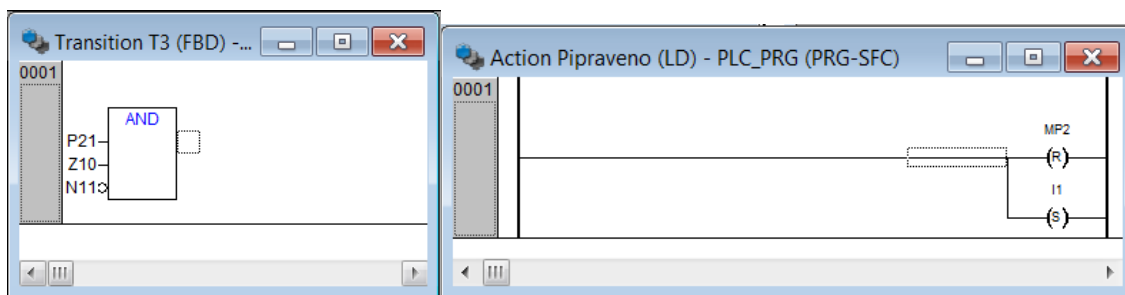 Transition T3 (FBD) -...
0001
AND
P21
Z10
N11
Action Pipraveno (LD) - PLC_PRG (PRG-SFC)
0001
MP2
(R)
I1
(S)